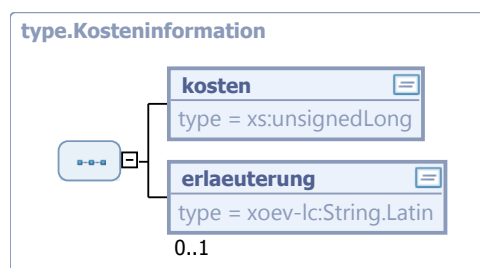 type.Kosteninformation
kosten
type = xs:unsignedLong
erlaeuterung
type = xoev-lc:String.Latin
0..1